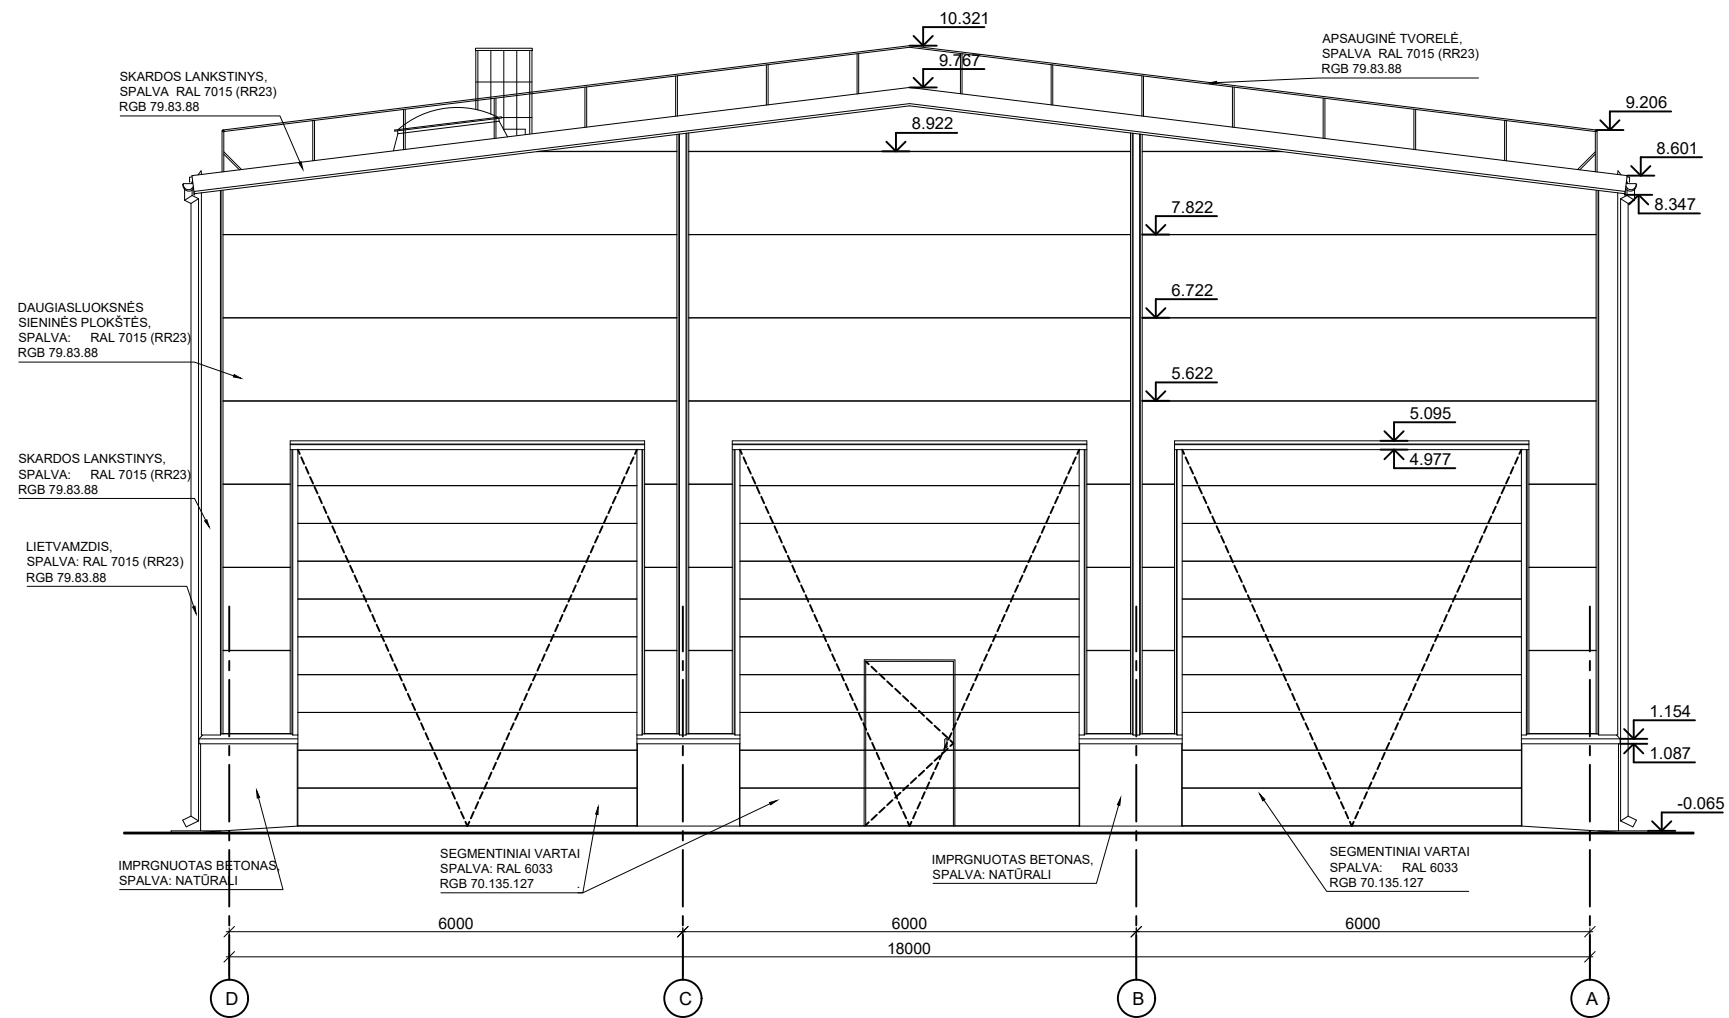 10.321
APSAUGINĖ TVORELĖ,
SPALVA RAL 7015 (RR23)
RGB 79.83.88
9.767
SKARDOS LANKSTINYS,
SPALVA RAL 7015 (RR23)
RGB 79.83.88
9.206
8.922
8.601
8.347
7.822
6.722
DAUGIASLUOKSNĖS
SIENINĖS PLOKŠTĖS,
SPALVA: RAL 7015 (RR23)
RGB 79.83.88
5.622
5.095
4.977
SKARDOS LANKSTINYS,
SPALVA: RAL 7015 (RR23)
RGB 79.83.88
LIETVAMZDIS,
SPALVA: RAL 7015 (RR23)
RGB 79.83.88
1.154
1.087
-0.065
IMPRGNUOTAS BETONAS,
SPALVA: NATŪRALI
SEGMENTINIAI VARTAI
SPALVA: RAL 6033
RGB 70.135.127
IMPRGNUOTAS BETONAS,
SPALVA: NATŪRALI
SEGMENTINIAI VARTAI
SPALVA: RAL 6033
RGB 70.135.127
6000 6000 6000
18000
D C B A